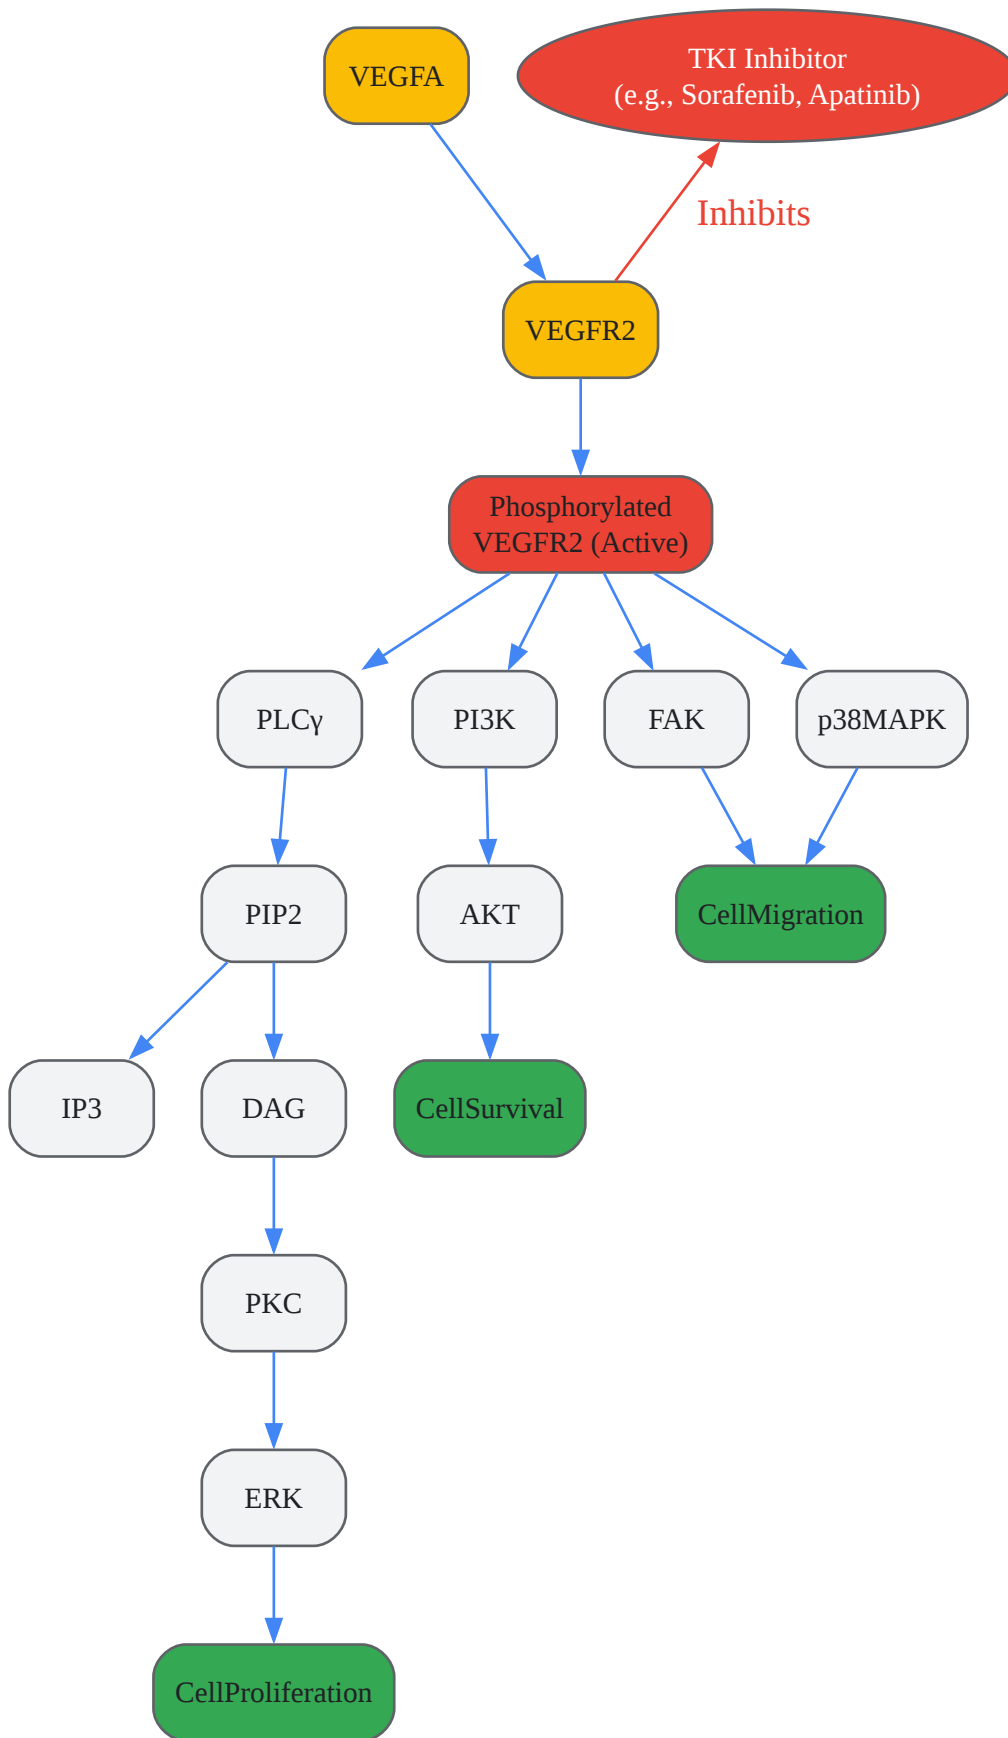 VEGFA
TKI Inhibitor
(e.g., Sorafenib, Apatinib)
Inhibits
VEGFR2
Phosphorylated
VEGFR2 (Active)
PLCγ
PI3K
FAK
p38MAPK
PIP2
AKT
CellMigration
IP3
DAG
CellSurvival
PKC
ERK
CellProliferation